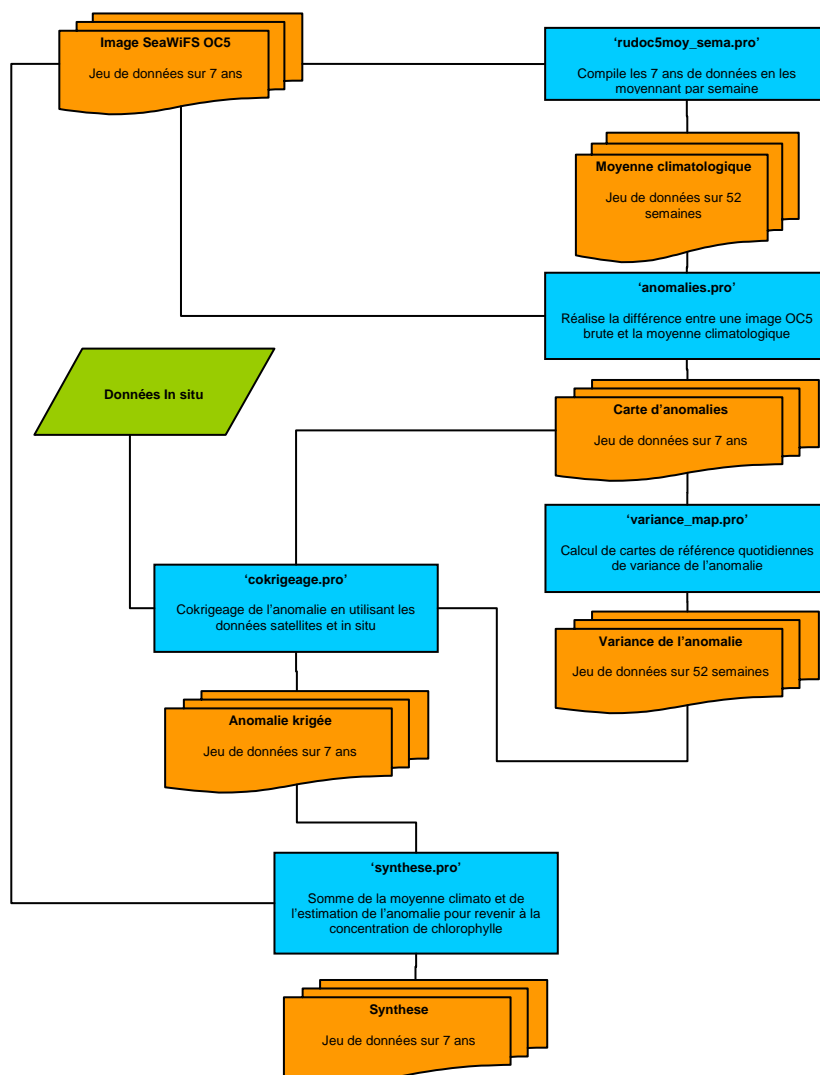 Image SeaWiFS OC5
Jeu de données sur 7 ans
‘rudoc5moy_sema.pro’
Compile les 7 ans de données en les
moyennant par semaine
Moyenne climatologique
Jeu de données sur 52
semaines
‘anomalies.pro’
Réalise la différence entre une image OC5
brute et la moyenne climatologique
Données In situ
Carte d’anomalies
Jeu de données sur 7 ans
‘variance_map.pro’
Calcul de cartes de référence quotidiennes
de variance de l’anomalie
‘cokrigeage.pro’
Cokrigeage de l’anomalie en utilisant les
données satellites et in situ
Variance de l’anomalie
Jeu de données sur 52 semaines
Anomalie krigée
Jeu de données sur 7 ans
‘synthese.pro’
Somme de la moyenne climato et de
l’estimation de l’anomalie pour revenir à la
concentration de chlorophylle
Synthese
Jeu de données sur 7 ans